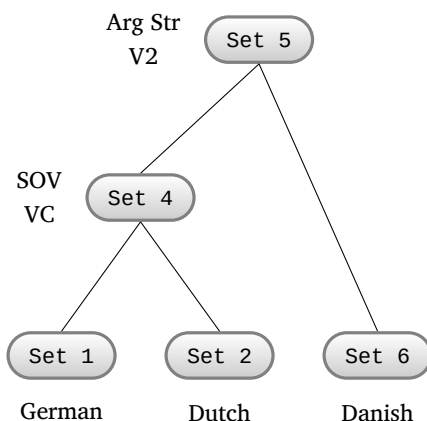 Arg Str
V2
Set 5
SOV
VC
Set 4
Set 1
Set 2
Set 6
German
Dutch
Danish